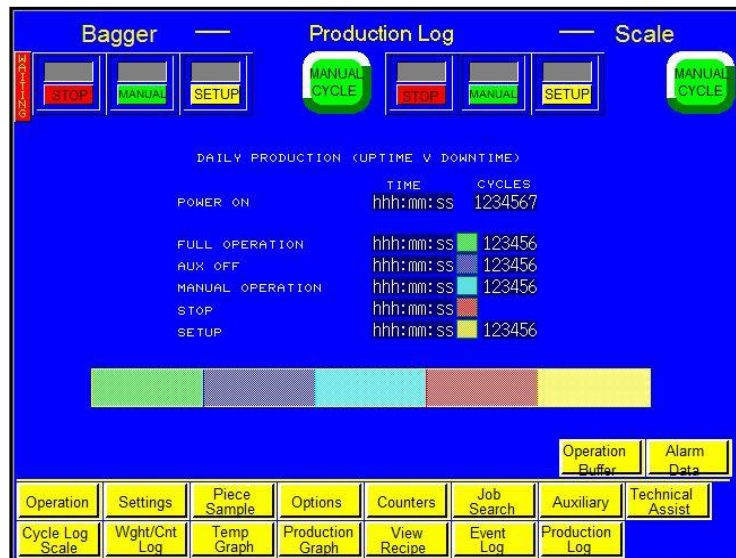 Bagger — Production Log — Scale
WAITING
STOP MANUAL SETUP MANUAL CYCLE STOP MANUAL SETUP MANUAL CYCLE
DAILY PRODUCTION (UPTIME V DOWNTIME)
TIME CYCLES
POWER ON hhh:mm:ss 1234567
FULL OPERATION hhh:mm:ss 123456
AUX OFF hhh:mm:ss 123456
MANUAL OPERATION hhh:mm:ss 123456
STOP hhh:mm:ss
SETUP hhh:mm:ss 123456
Operation Buffer
Alarm Data
Operation
Settings
Piece Sample
Options
Counters
Job Search
Auxiliary
Technical Assist
Cycle Log Scale
Wght/Cnt Log
Temp Graph
Production Graph
View Recipe
Event Log
Production Log